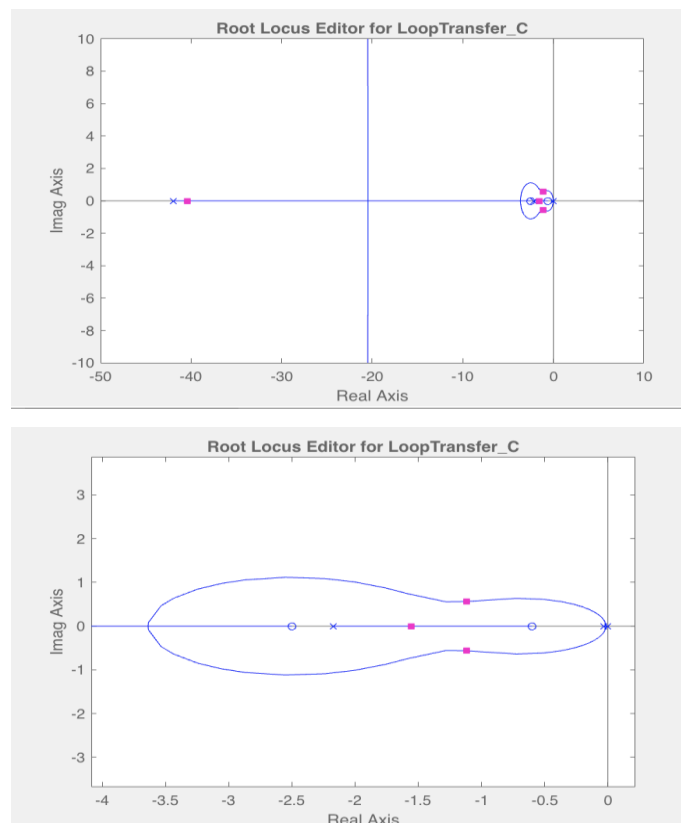 Root Locus Editor for LoopTransfer_C
10
8
6
4
2
0
-2
-4
-6
-8
-10
Imag Axis
-50 -40 -30 -20 -10 0 10
Real Axis
Root Locus Editor for LoopTransfer_C
3
2
1
0
-1
-2
-3
Imag Axis
-4 -3.5 -3 -2.5 -2 -1.5 -1 -0.5 0
Real Axis